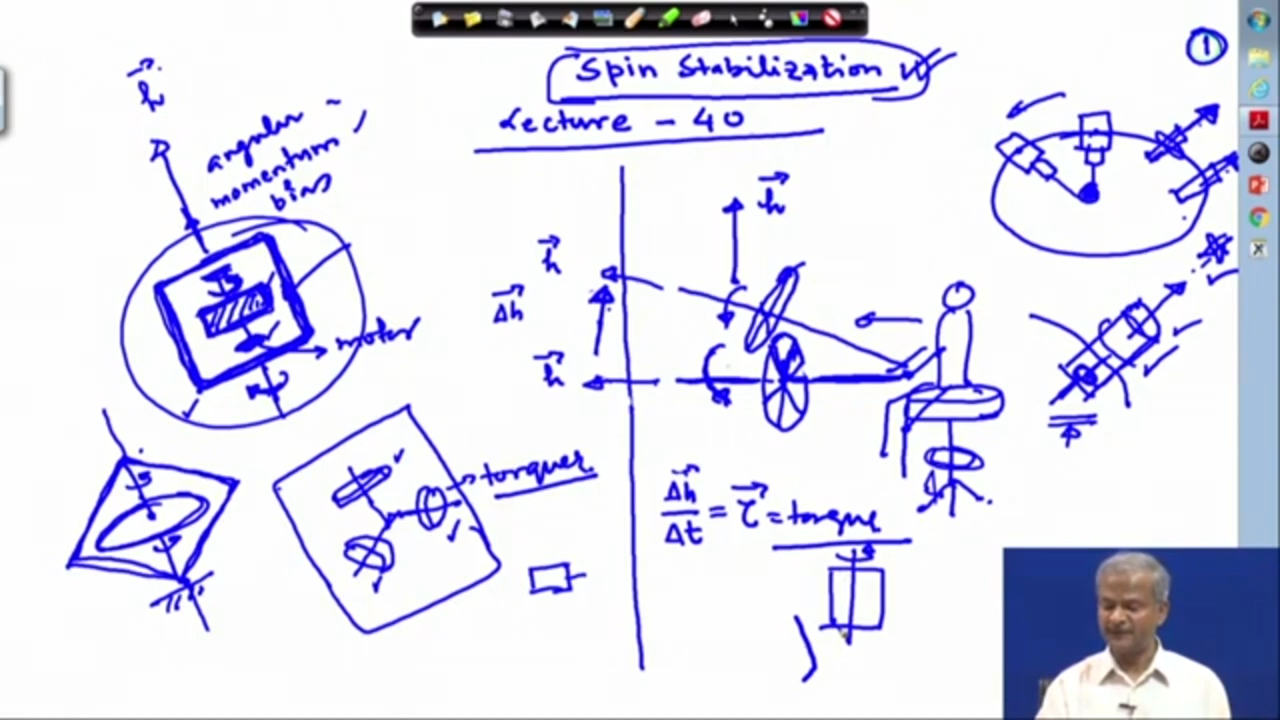 1
Spin Stabilization
Lecture - 40
h
angular
momentum
bias
motor
h
Δh
h
h
torquer
Δh/Δt = τ = torque